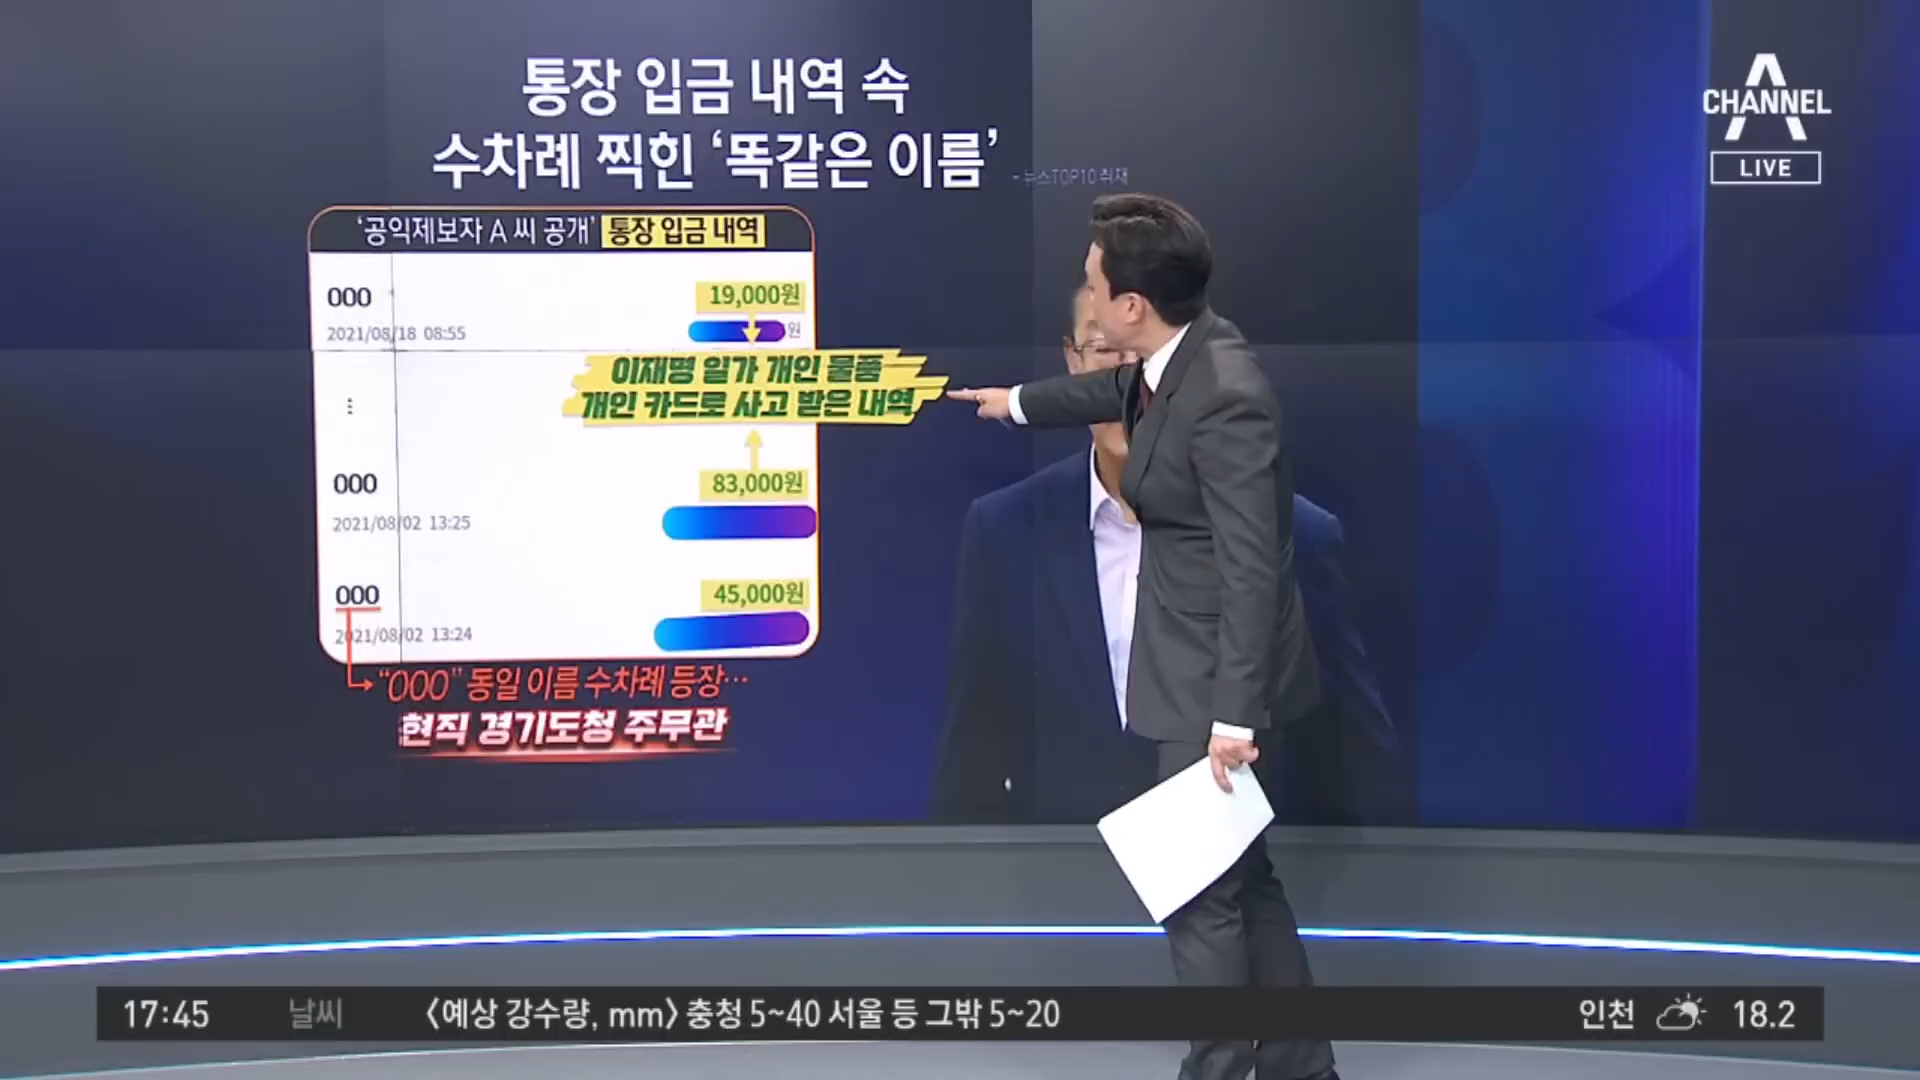 통장 입금 내역 속
수차례 찍힌 ‘똑같은 이름’
- 뉴스TOP10 취재
‘공익제보자 A 씨 공개’ 통장 입금 내역
OOO 19,000원
2021/08/18 08:55 원
이재명 일가 개인 물품
개인 카드로 사고 받은 내역
OOO 83,000원
2021/08/02 13:25
OOO 45,000원
2021/08/02 13:24
“OOO” 동일 이름 수차례 등장…
현직 경기도청 주무관
CHANNEL A
LIVE
17:45 날씨 〈예상 강수량, mm〉 충청 5~40 서울 등 그밖 5~20 인천 18.2